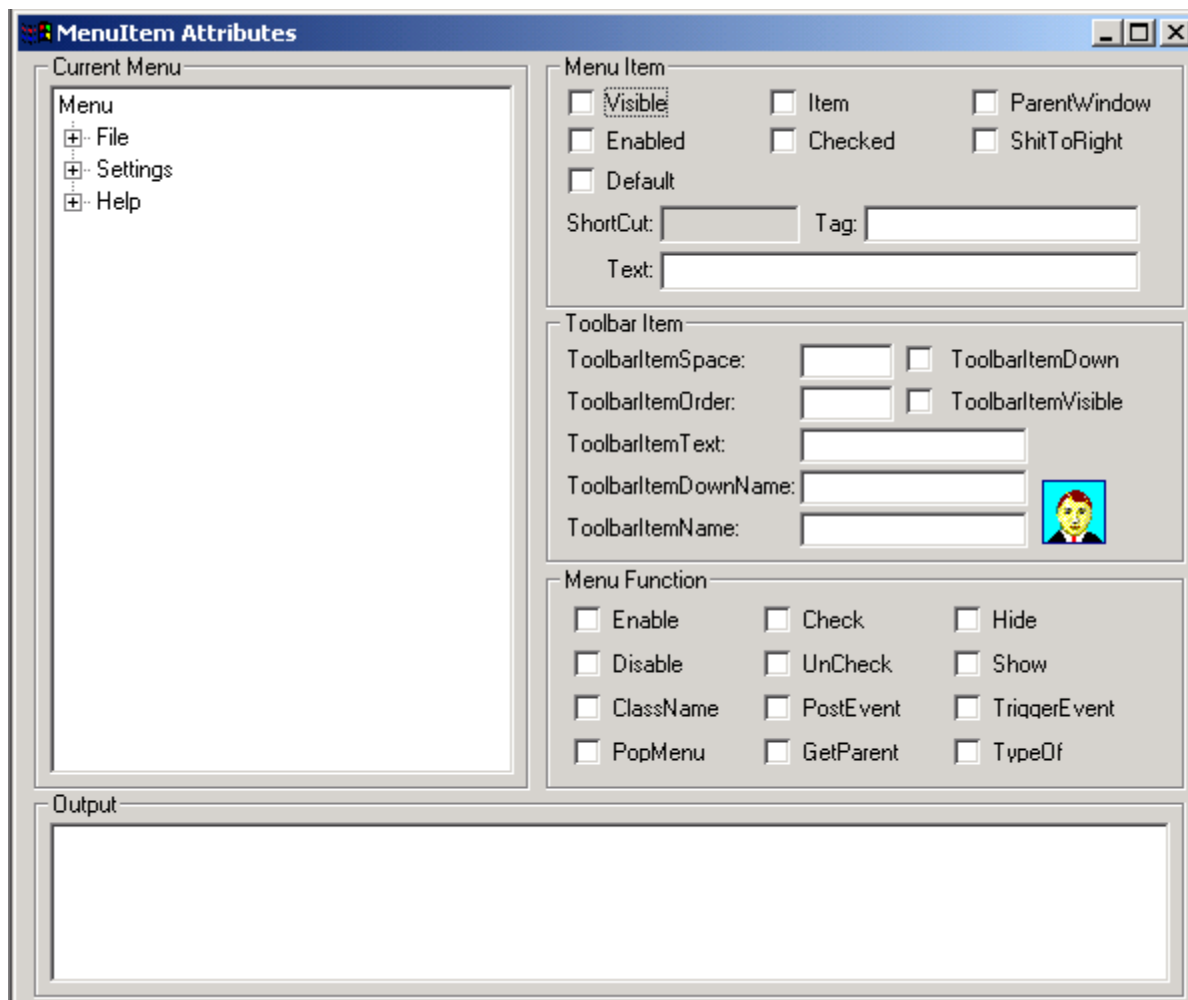 MenuItem Attributes
Current Menu
Menu
File
Settings
Help
Menu Item
Visible Item ParentWindow
Enabled Checked ShitToRight
Default
ShortCut: Tag:
Text:
Toolbar Item
ToolbarItemSpace: ToolbarItemDown
ToolbarItemOrder: ToolbarItemVisible
ToolbarItemText:
ToolbarItemDownName:
ToolbarItemName:
Menu Function
Enable Check Hide
Disable UnCheck Show
ClassName PostEvent TriggerEvent
PopMenu GetParent TypeOf
Output